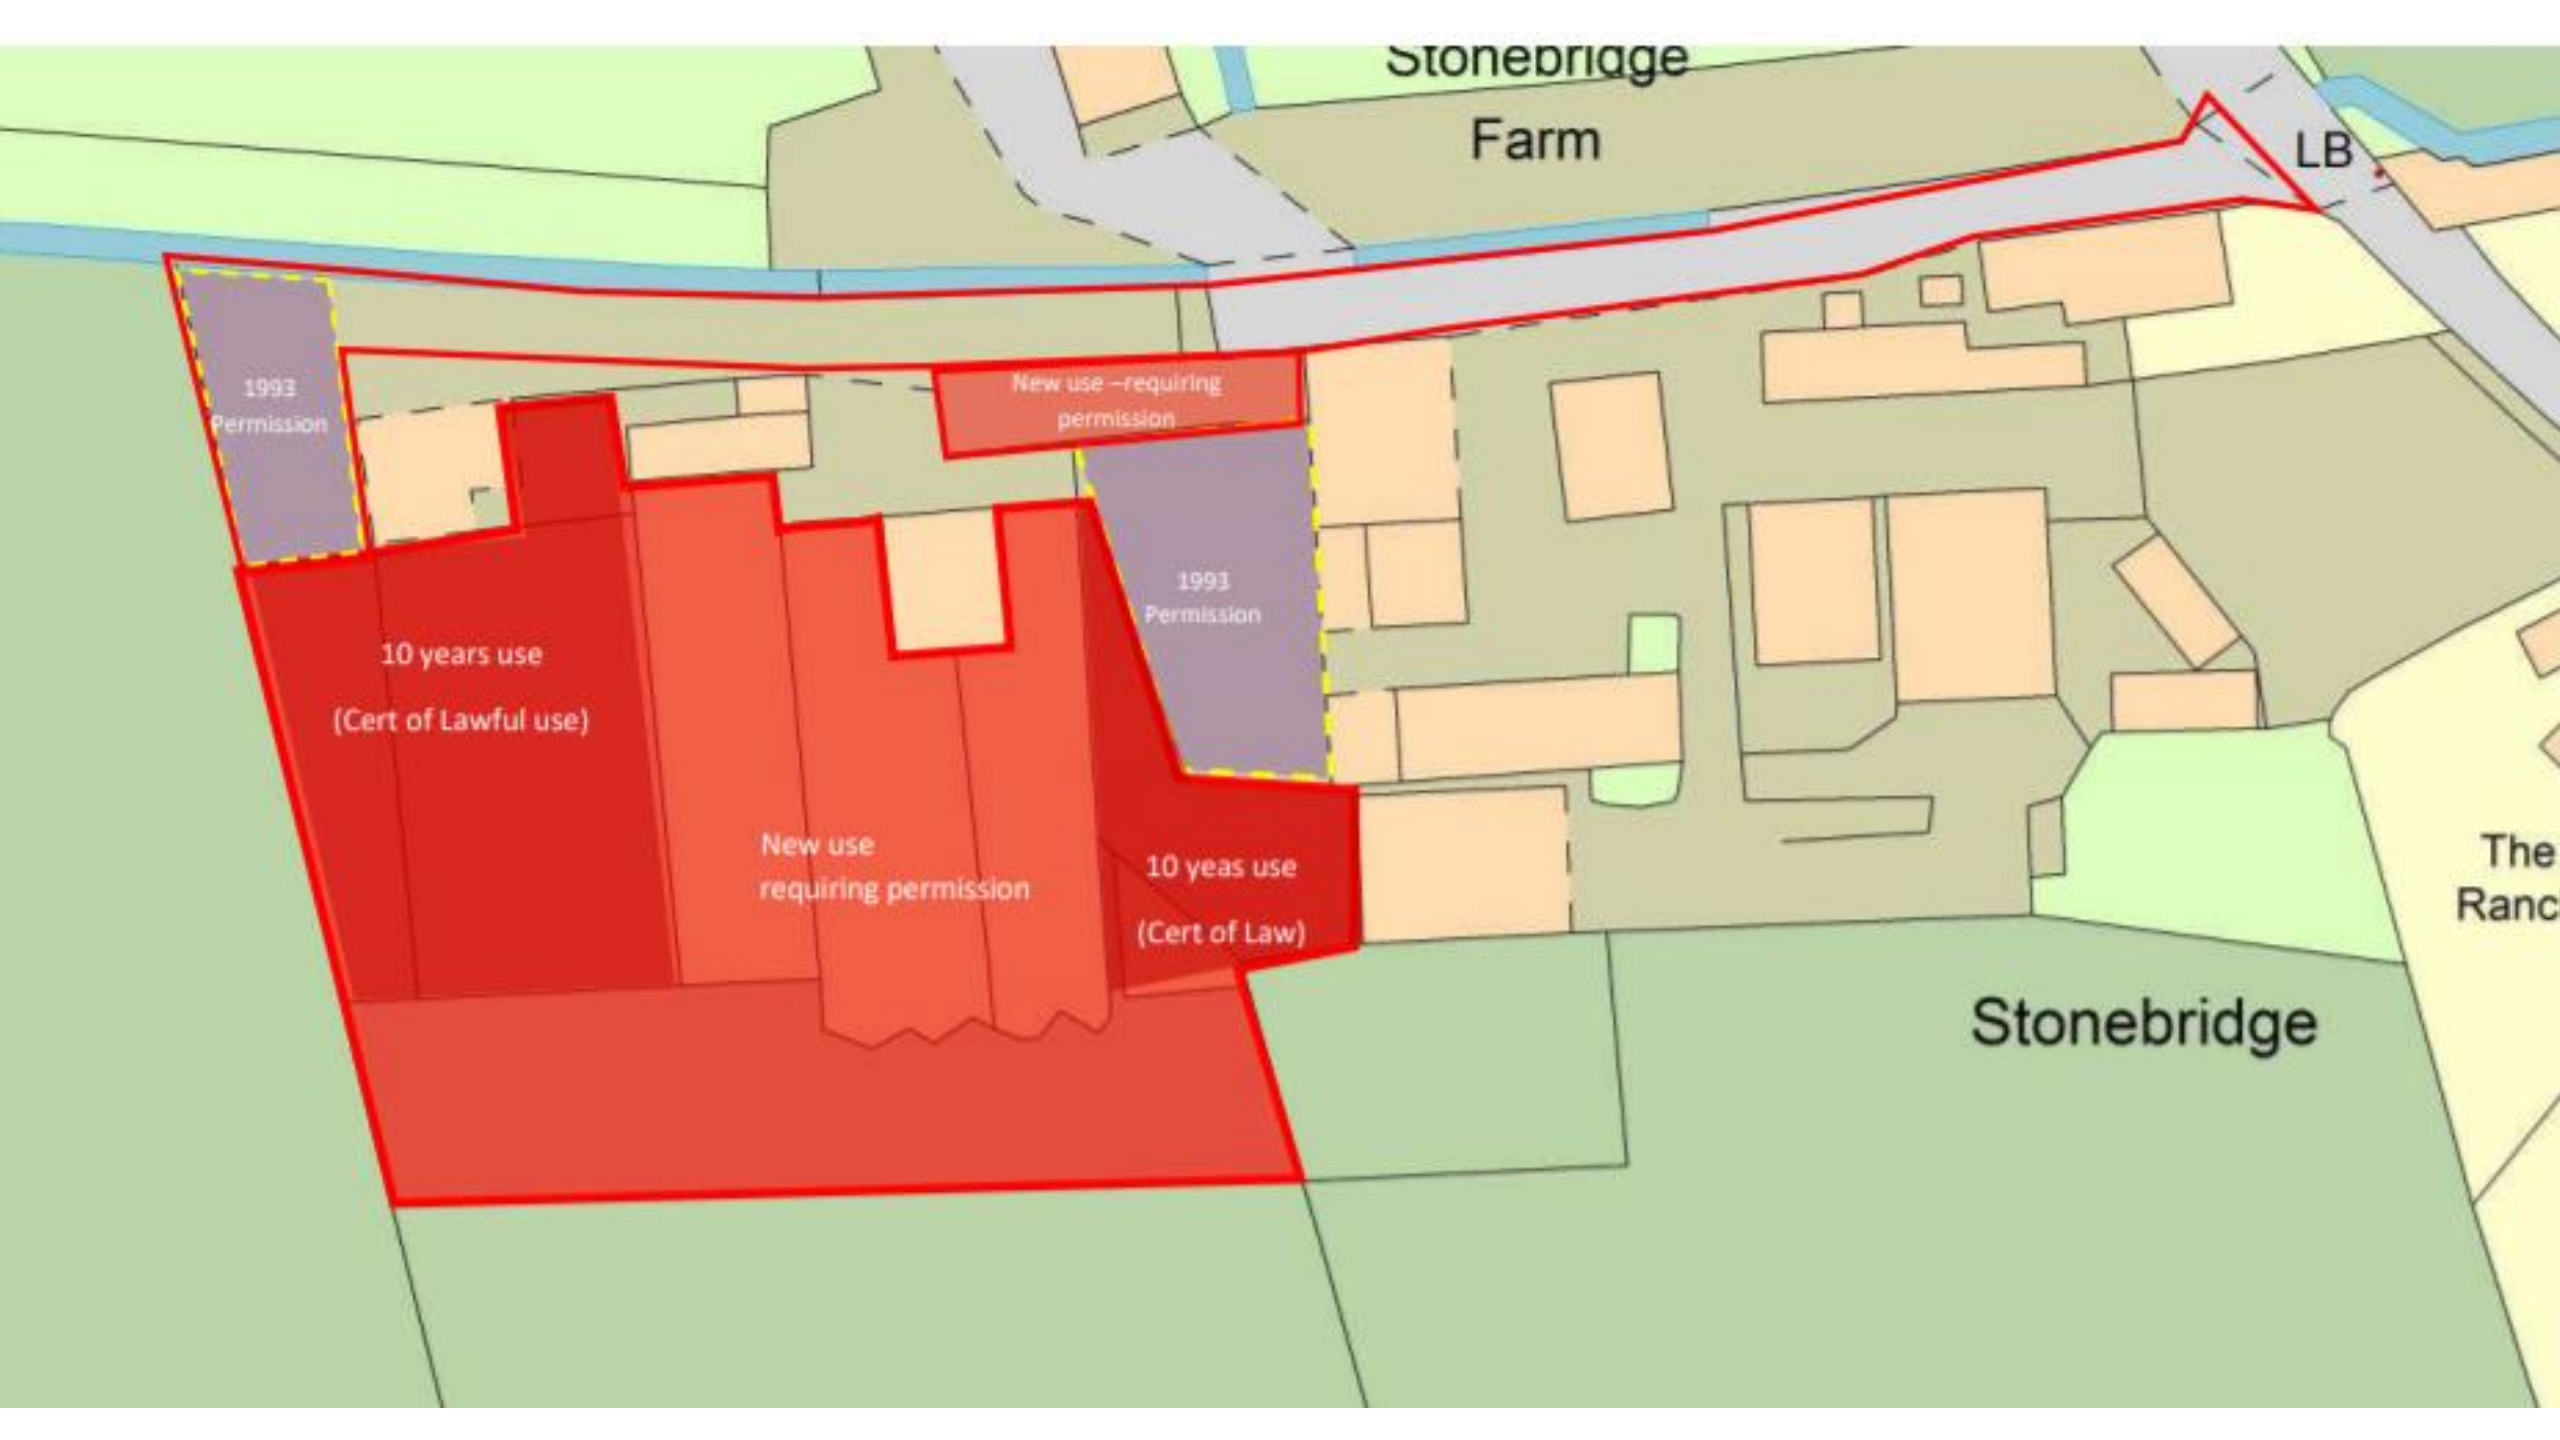 Stonebridge
Farm
LB
1993
Permission
New use –requiring
permission
1993
Permission
10 years use
(Cert of Lawful use)
New use
requiring permission
10 yeas use
(Cert of Law)
The
Ranc
Stonebridge